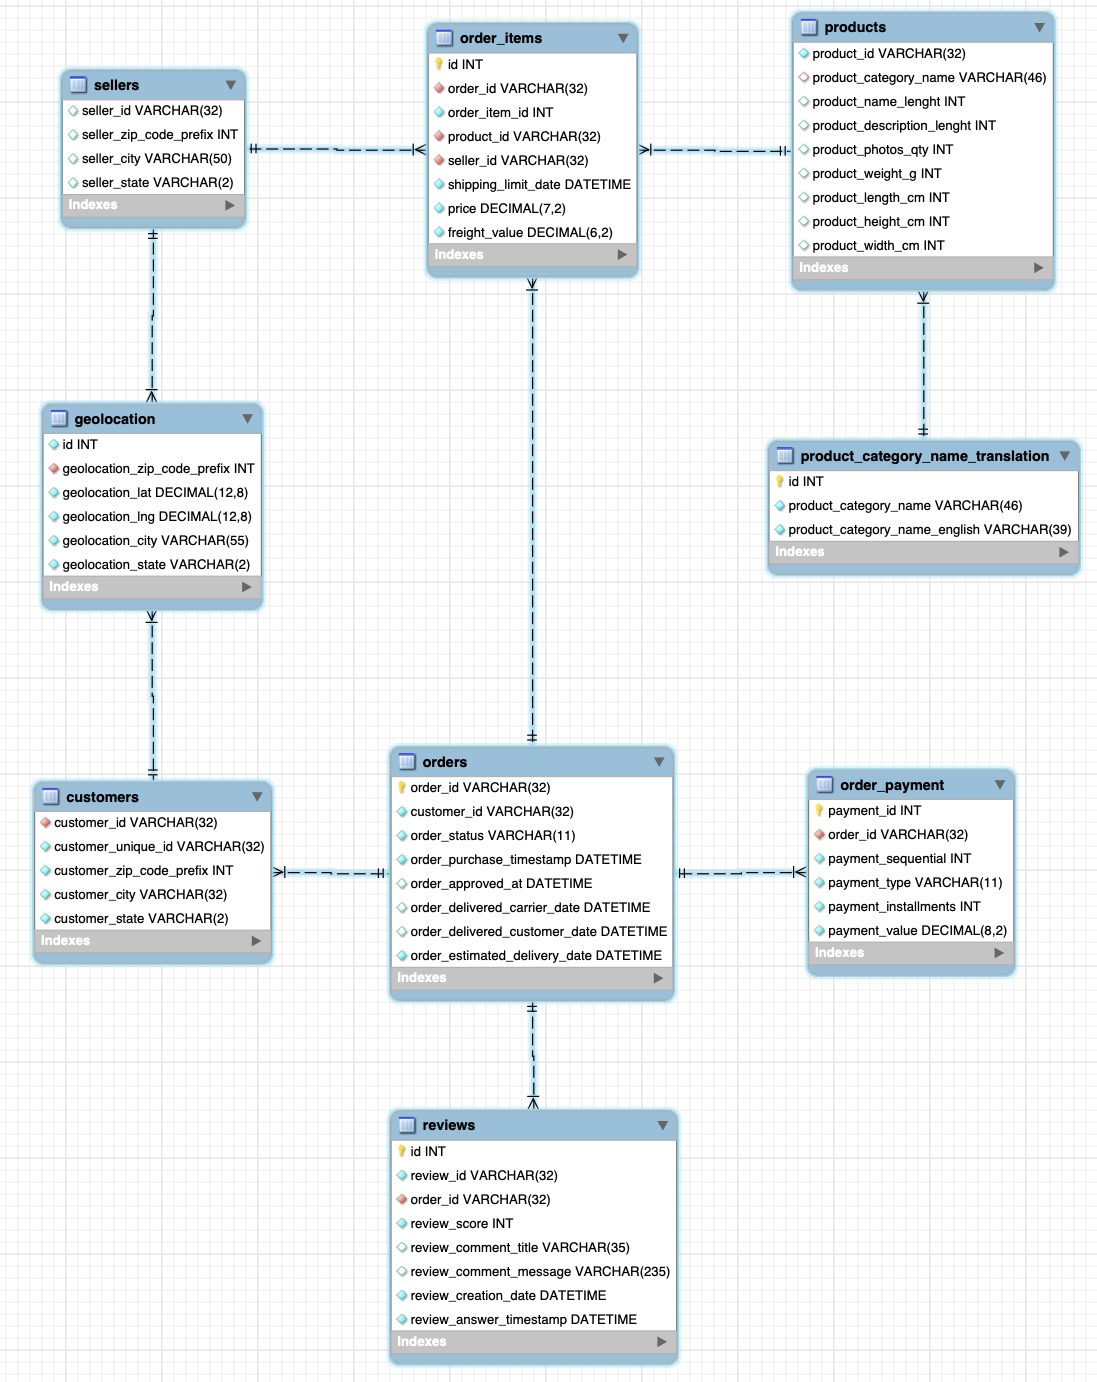 sellers
seller_id VARCHAR(32)
seller_zip_code_prefix INT
seller_city VARCHAR(50)
seller_state VARCHAR(2)
Indexes
order_items
id INT
order_id VARCHAR(32)
order_item_id INT
product_id VARCHAR(32)
seller_id VARCHAR(32)
shipping_limit_date DATETIME
price DECIMAL(7,2)
freight_value DECIMAL(6,2)
Indexes
products
product_id VARCHAR(32)
product_category_name VARCHAR(46)
product_name_lenght INT
product_description_lenght INT
product_photos_qty INT
product_weight_g INT
product_length_cm INT
product_height_cm INT
product_width_cm INT
Indexes
geolocation
id INT
geolocation_zip_code_prefix INT
geolocation_lat DECIMAL(12,8)
geolocation_lng DECIMAL(12,8)
geolocation_city VARCHAR(55)
geolocation_state VARCHAR(2)
Indexes
product_category_name_translation
id INT
product_category_name VARCHAR(46)
product_category_name_english VARCHAR(39)
Indexes
customers
customer_id VARCHAR(32)
customer_unique_id VARCHAR(32)
customer_zip_code_prefix INT
customer_city VARCHAR(32)
customer_state VARCHAR(2)
Indexes
orders
order_id VARCHAR(32)
customer_id VARCHAR(32)
order_status VARCHAR(11)
order_purchase_timestamp DATETIME
order_approved_at DATETIME
order_delivered_carrier_date DATETIME
order_delivered_customer_date DATETIME
order_estimated_delivery_date DATETIME
Indexes
order_payment
payment_id INT
order_id VARCHAR(32)
payment_sequential INT
payment_type VARCHAR(11)
payment_installments INT
payment_value DECIMAL(8,2)
Indexes
reviews
id INT
review_id VARCHAR(32)
order_id VARCHAR(32)
review_score INT
review_comment_title VARCHAR(35)
review_comment_message VARCHAR(235)
review_creation_date DATETIME
review_answer_timestamp DATETIME
Indexes